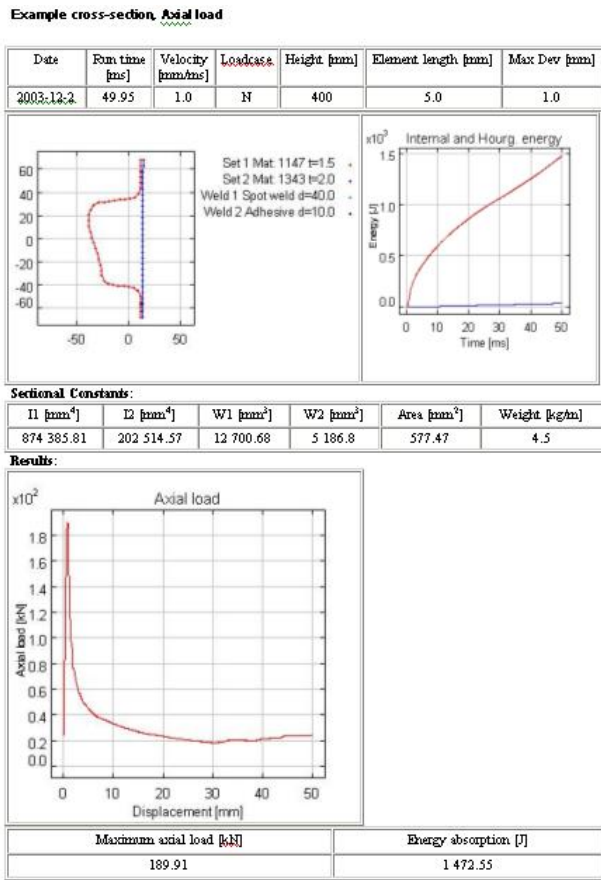 Example cross-section, Axial load
Date Run time [ms] Velocity [mm/ms] Loadcase Height [mm] Element length [mm] Max Dev [mm]
2003-12-2 49.95 1.0 N 400 5.0 1.0
60
40
20
0
-20
-40
-60
-50 0 50
Set 1 Mat: 1147 t=1.5
Set 2 Mat: 1343 t=2.0
Weld 1 Spot weld d=40.0
Weld 2 Adhesive d=10.0
x10³ Internal and Hourg. energy
1.5
1.0
0.5
0.0
Energy [J]
0 10 20 30 40 50
Time [ms]
Sectional Constants:
I1 [mm⁴] I2 [mm⁴] W1 [mm³] W2 [mm³] Area [mm²] Weight [kg/m]
874 385.81 202 514.57 12 700.68 5 186.8 577.47 4.5
Results:
x10² Axial load
1.8
1.6
1.4
1.2
1.0
0.8
0.6
0.4
0.2
0.0
Axial load [kN]
0 10 20 30 40 50
Displacement [mm]
Maximum axial load [kN] Energy absorption [J]
189.91 1 472.55